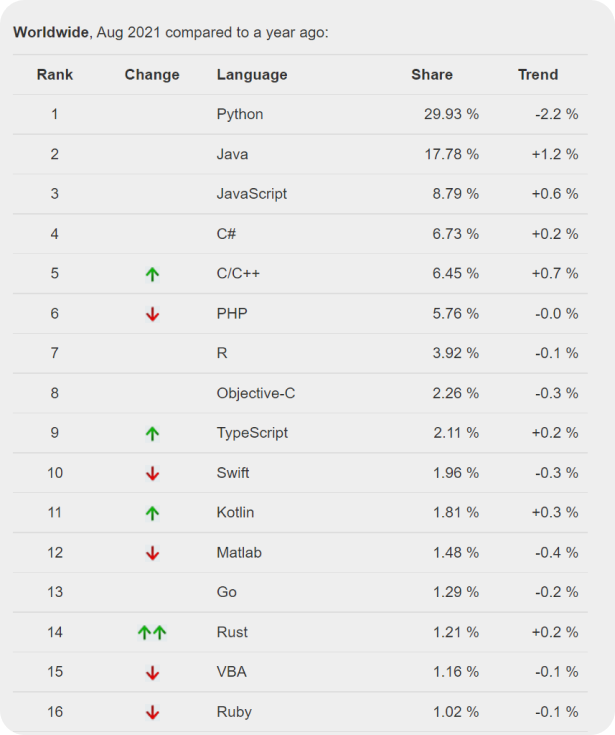 Worldwide, Aug 2021 compared to a year ago:
Rank Change Language Share Trend
1 Python 29.93 % -2.2 %
2 Java 17.78 % +1.2 %
3 JavaScript 8.79 % +0.6 %
4 C# 6.73 % +0.2 %
5 ↑ C/C++ 6.45 % +0.7 %
6 ↓ PHP 5.76 % -0.0 %
7 R 3.92 % -0.1 %
8 Objective-C 2.26 % -0.3 %
9 ↑ TypeScript 2.11 % +0.2 %
10 ↓ Swift 1.96 % -0.3 %
11 ↑ Kotlin 1.81 % +0.3 %
12 ↓ Matlab 1.48 % -0.4 %
13 Go 1.29 % -0.2 %
14 ↑↑ Rust 1.21 % +0.2 %
15 ↓ VBA 1.16 % -0.1 %
16 ↓ Ruby 1.02 % -0.1 %